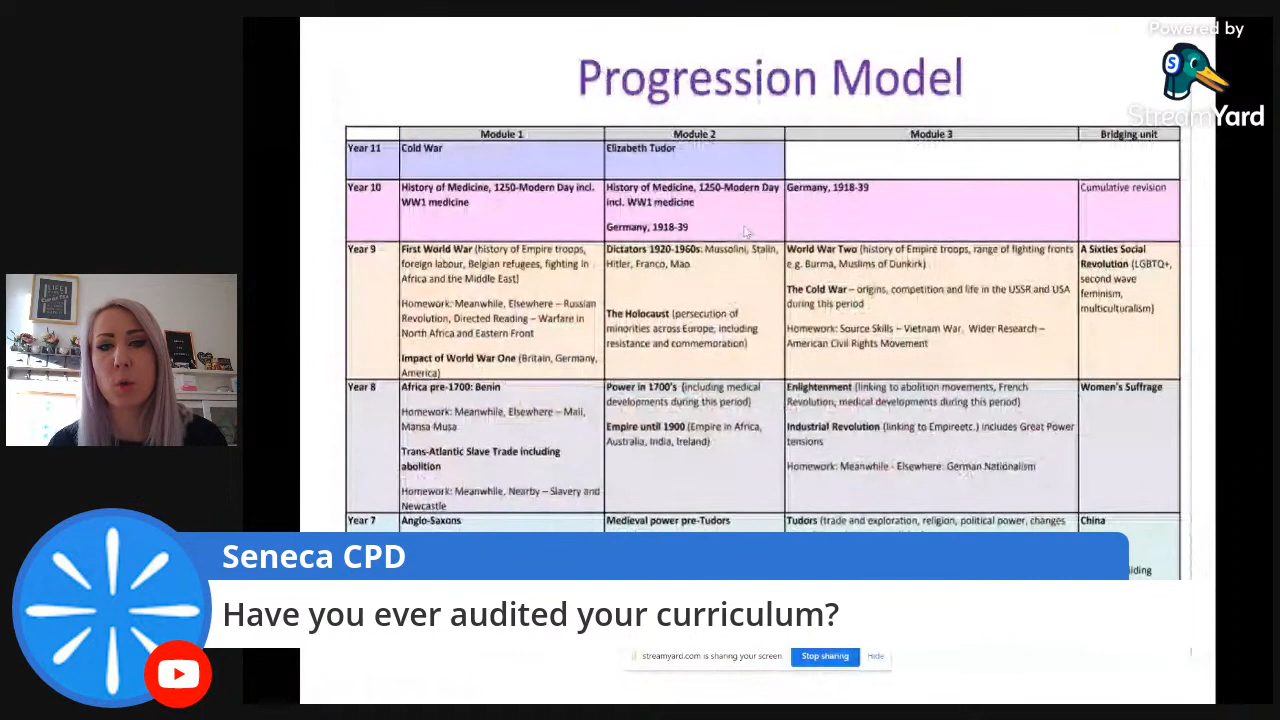 Powered by
StreamYard
Progression Model
Module 1 Module 2 Module 3 Bridging unit
Year 11 Cold War Elizabeth Tudor
Year 10 History of Medicine, 1250-Modern Day incl. WW1 medicine
History of Medicine, 1250-Modern Day incl. WW1 medicine
Germany, 1918-39
Germany, 1918-39
Cumulative revision
Year 9
First World War (history of Empire troops,
foreign labour, Belgian refugees, fighting in
Africa and the Middle East)
Homework: Meanwhile, Elsewhere – Russian
Revolution, Directed Reading – Warfare in
North Africa and Eastern Front
Impact of World War One (Britain, Germany,
America)
Dictators 1920-1960s: Mussolini, Stalin,
Hitler, Franco, Mao
The Holocaust (persecution of
minorities across Europe, including
resistance and commemoration)
World War Two (history of Empire troops, range of fighting fronts
e.g. Burma, Muslims of Dunkirk)
The Cold War – origins, competition and life in the USSR and USA
during this period
Homework: Source Skills – Vietnam War, Wider Research –
American Civil Rights Movement
A Sixties Social
Revolution (LGBTQ+,
second wave
feminism,
multiculturalism)
Year 8
Africa pre-1700: Benin
Homework: Meanwhile, Elsewhere – Mali,
Mansa Musa
Trans-Atlantic Slave Trade including
abolition
Homework: Meanwhile, Nearby – Slavery and
Newcastle
Power in 1700's (including medical
developments during this period)
Empire until 1900 (Empire in Africa,
Australia, India, Ireland)
Enlightenment (linking to abolition movements, French
Revolution, medical developments during this period)
Industrial Revolution (linking to Empireetc.) includes Great Power
tensions
Homework: Meanwhile - Elsewhere: German Nationalism
Women's Suffrage
Year 7 Anglo-Saxons Medieval power pre-Tudors Tudors (trade and exploration, religion, political power, changes China
Seneca CPD
Have you ever audited your curriculum?
streamyard.com is sharing your screen. Stop sharing Hide